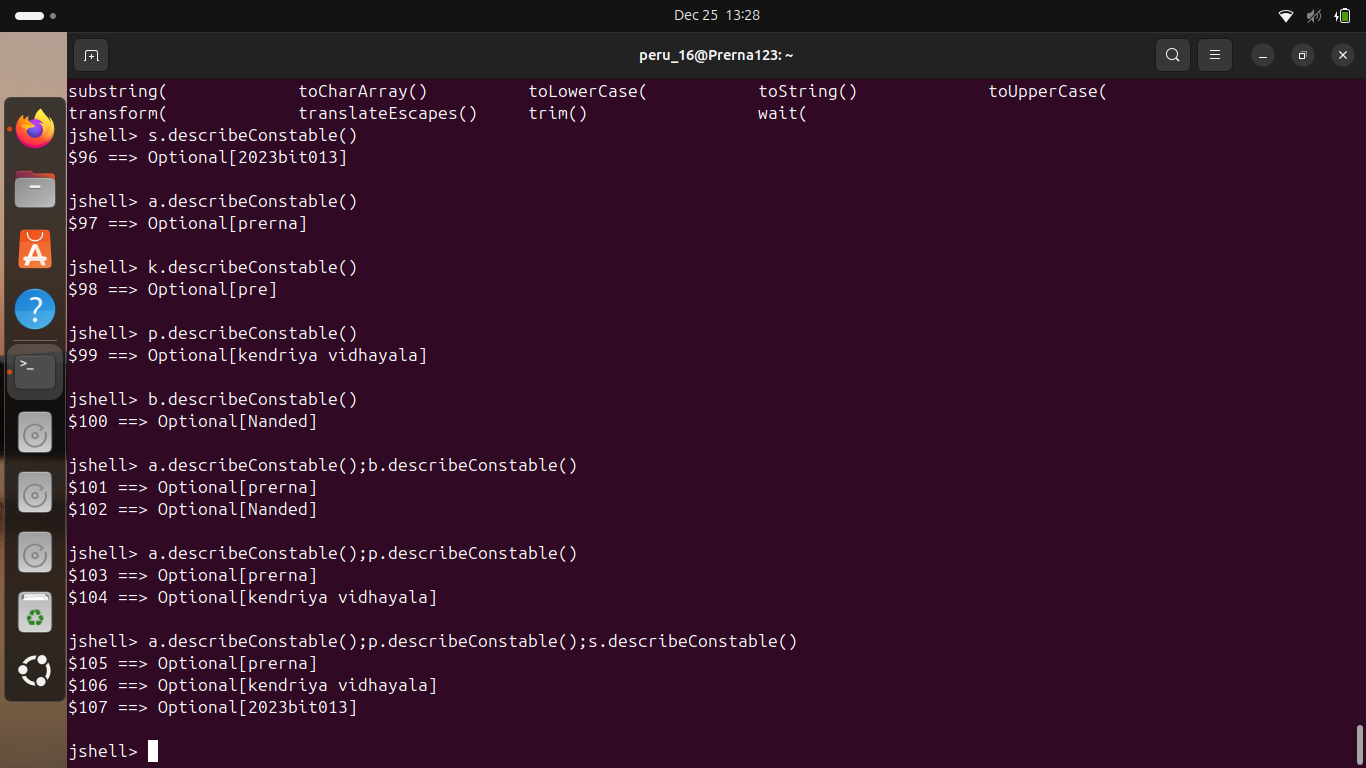 Dec 25 13:28
peru_16@Prerna123: ~
substring( toCharArray() toLowerCase( toString() toUpperCase(
transform( translateEscapes() trim() wait(
jshell> s.describeConstable()
$96 ==> Optional[2023bit013]
jshell> a.describeConstable()
$97 ==> Optional[prerna]
jshell> k.describeConstable()
$98 ==> Optional[pre]
jshell> p.describeConstable()
$99 ==> Optional[kendriya vidhayala]
jshell> b.describeConstable()
$100 ==> Optional[Nanded]
jshell> a.describeConstable();b.describeConstable()
$101 ==> Optional[prerna]
$102 ==> Optional[Nanded]
jshell> a.describeConstable();p.describeConstable()
$103 ==> Optional[prerna]
$104 ==> Optional[kendriya vidhayala]
jshell> a.describeConstable();p.describeConstable();s.describeConstable()
$105 ==> Optional[prerna]
$106 ==> Optional[kendriya vidhayala]
$107 ==> Optional[2023bit013]
jshell>